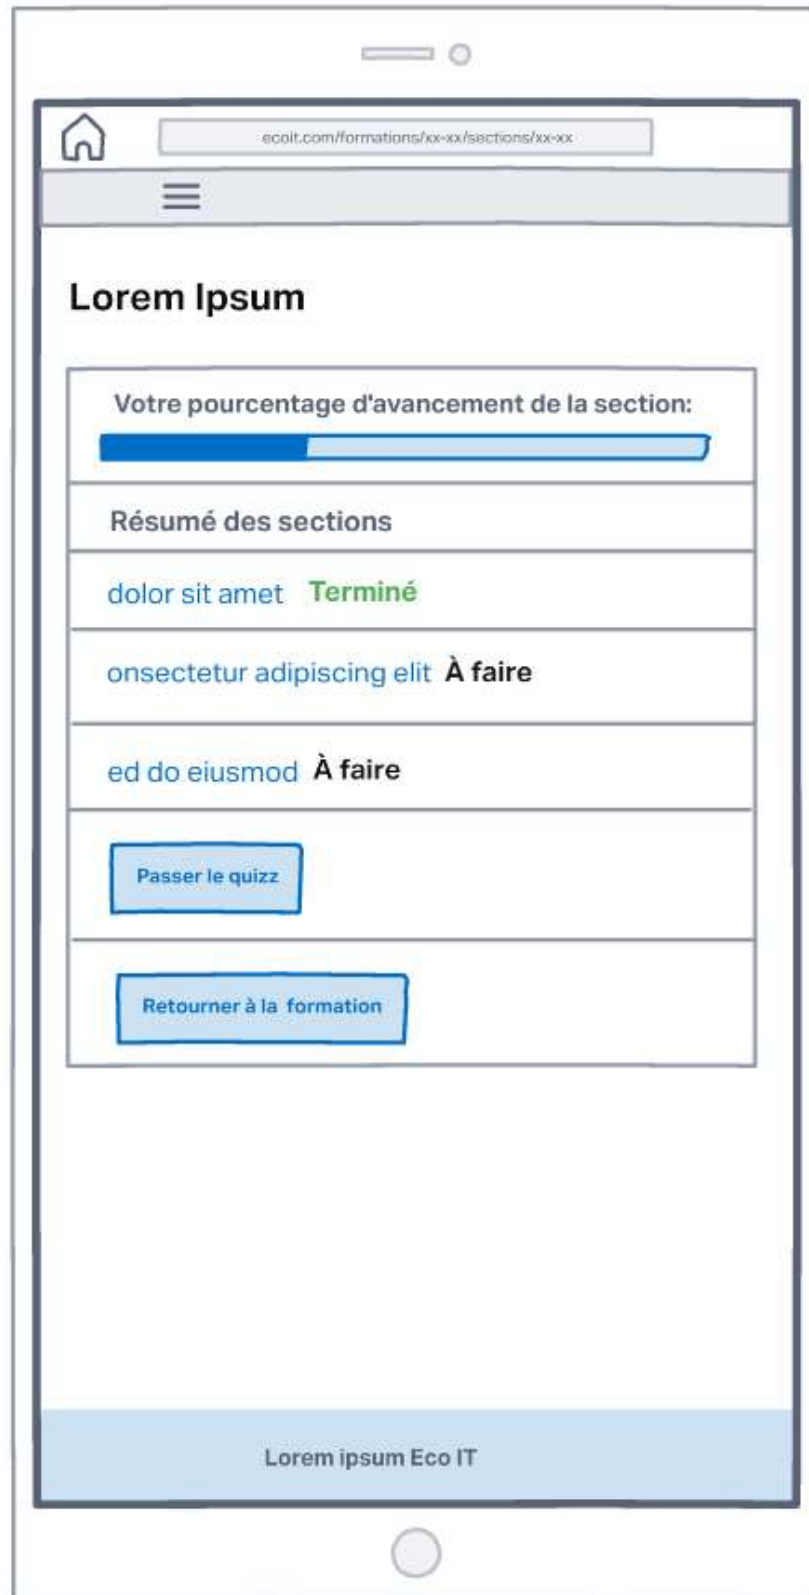 ecoit.com/formations/xx-xx/sections/xx-xx
Lorem Ipsum
Votre pourcentage d'avancement de la section:
Résumé des sections
dolor sit amet Terminé
onsectetur adipiscing elit À faire
ed do eiusmod À faire
Passer le quizz
Retourner à la formation
Lorem ipsum Eco IT